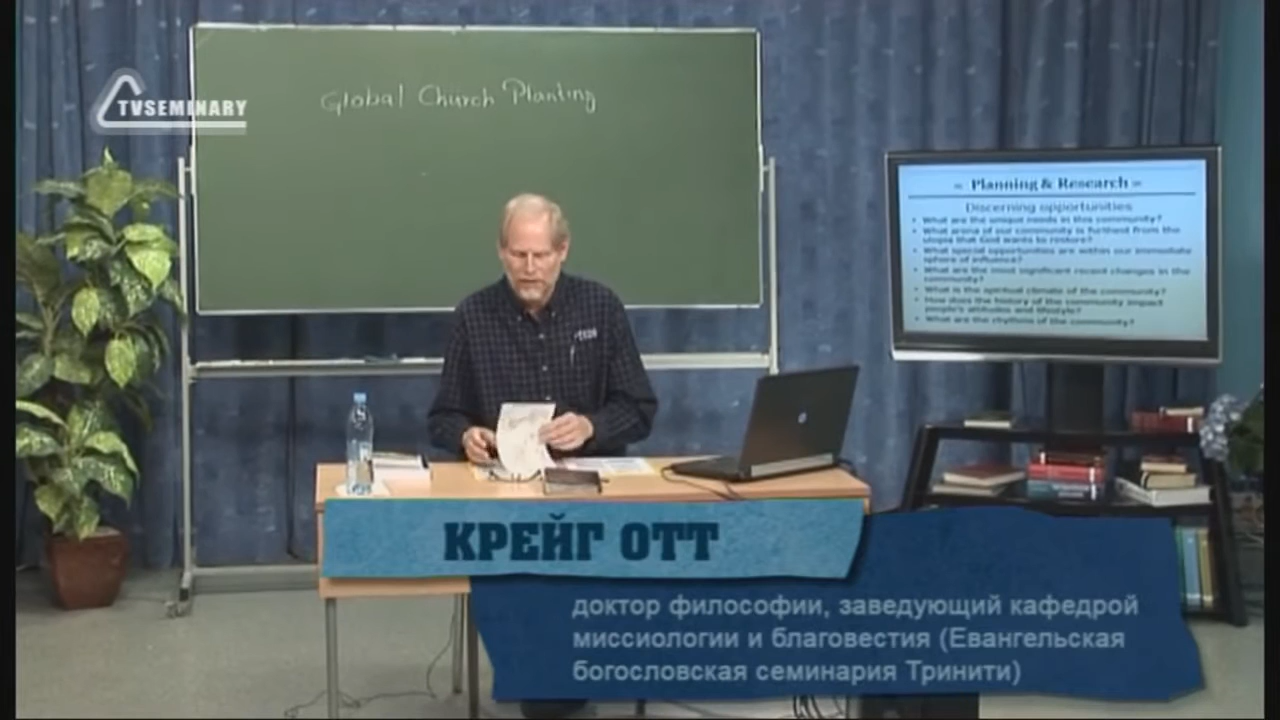 TVSEMINARY
Global Church Planting
Planning & Research
Discerning opportunities
• What are the unique needs in this community?
• What arena of our community is furthest from the
utopia that God wants to restore?
• What special opportunities are within our immediate
sphere of influence?
• What are the most significant recent changes in the
community?
• What is the spiritual climate of the community?
• How does the history of the community impact
people's attitudes and lifestyle?
• What are the rhythms of the community?
КРЕЙГ ОТТ
доктор философии, заведующий кафедрой
миссиологии и благовестия (Евангельская
богословская семинария Тринити)